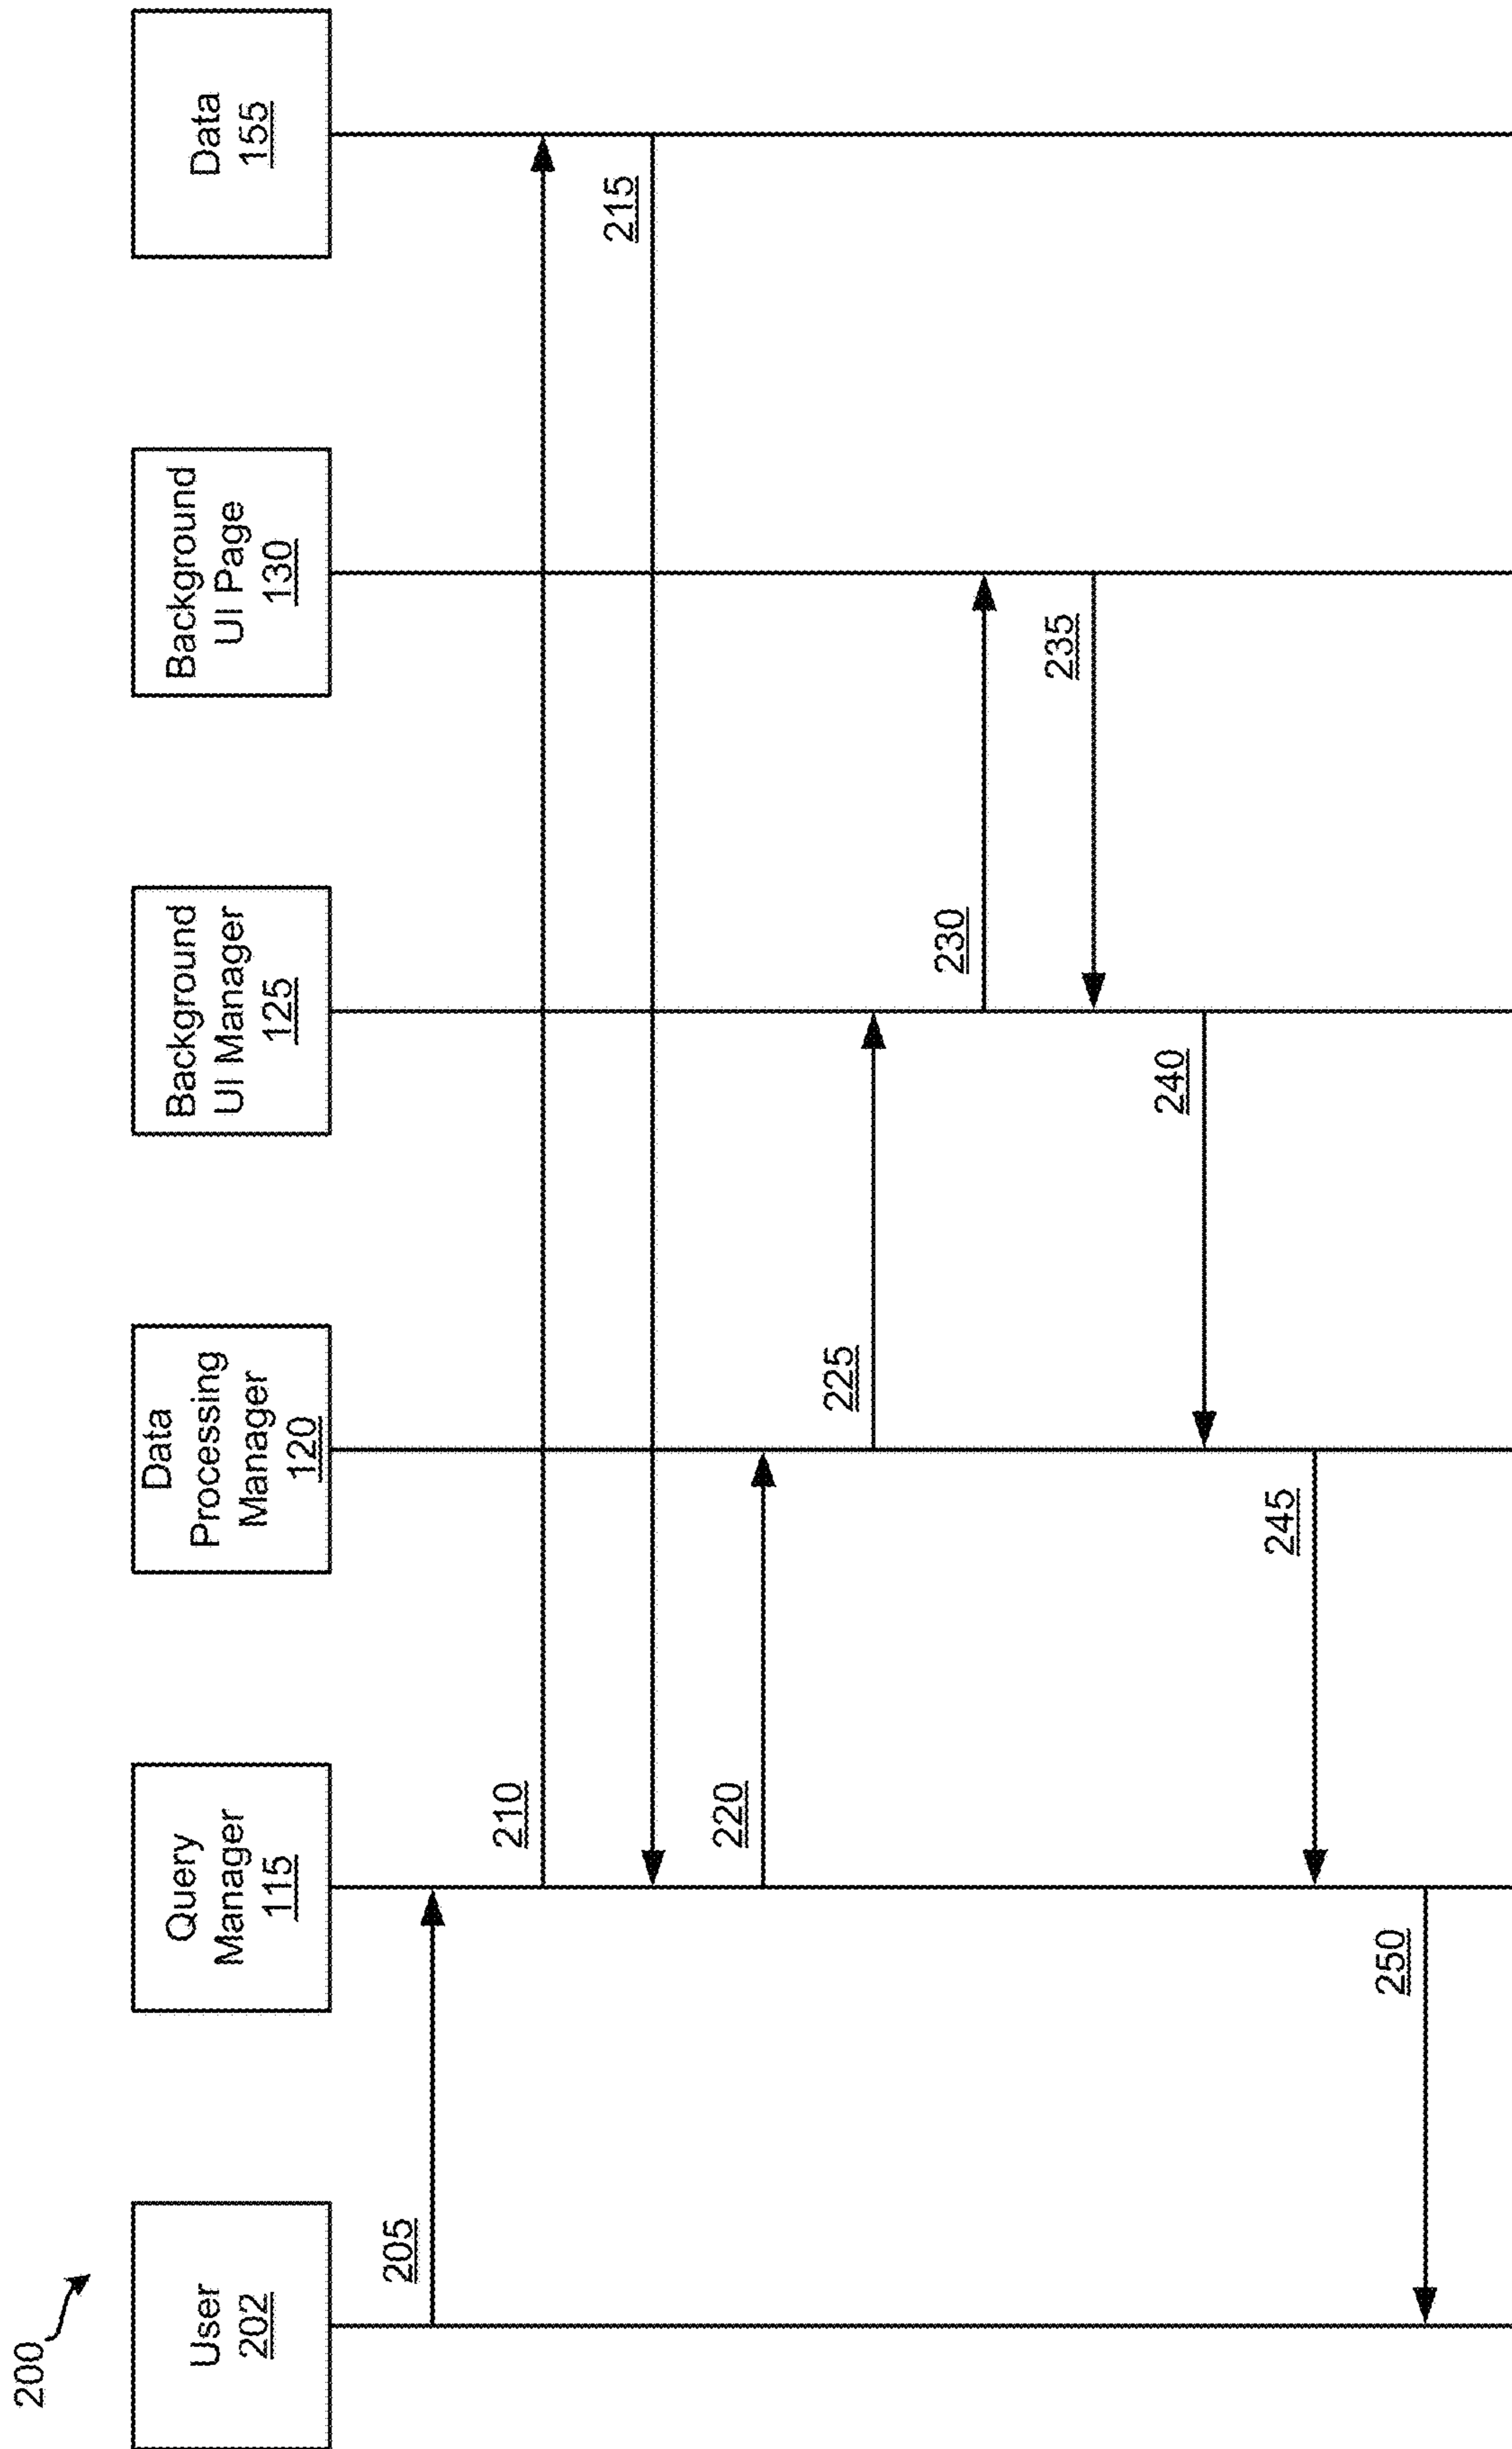 200
User
202
Query
Manager
115
Data
Processing
Manager
120
Background
UI Manager
125
Background
UI Page
130
Data
155
205
210
215
220
225
230
235
240
245
250